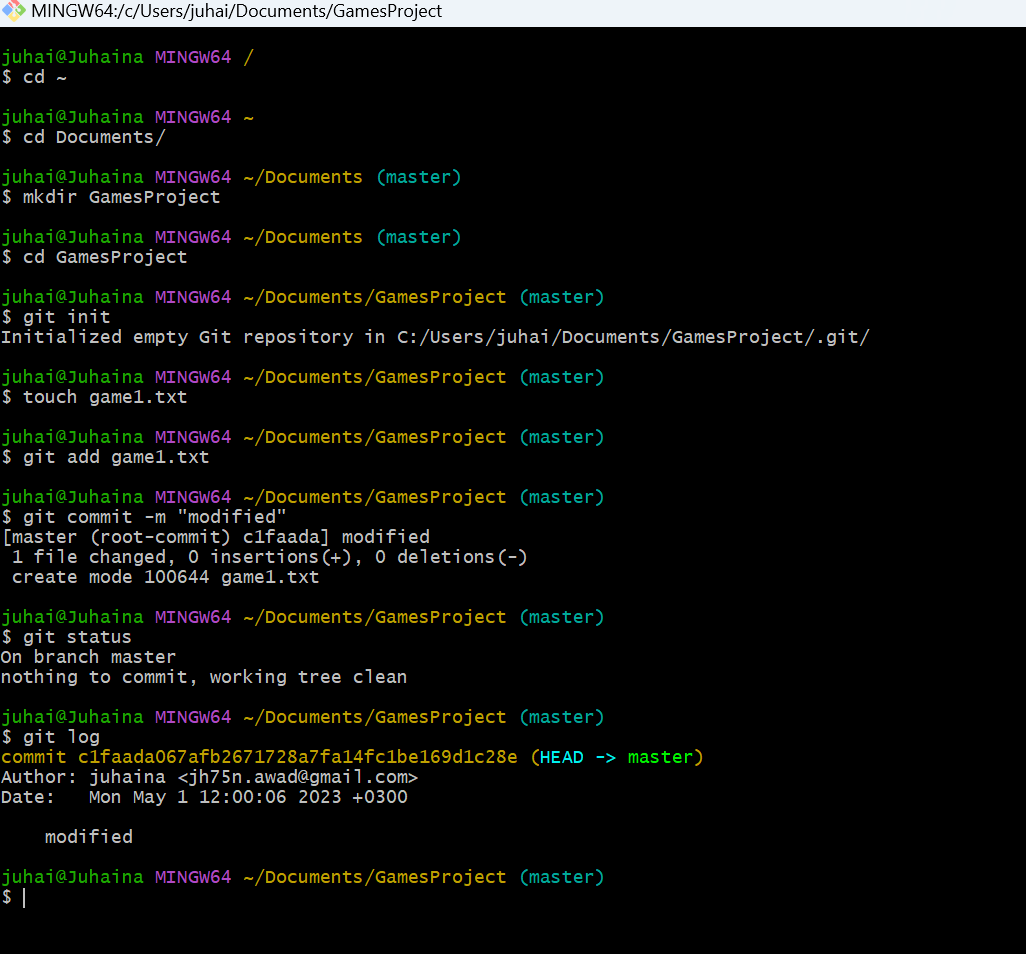 MINGW64:/c/Users/juhai/Documents/GamesProject
juhai@Juhaina MINGW64 /
$ cd ~
juhai@Juhaina MINGW64 ~
$ cd Documents/
juhai@Juhaina MINGW64 ~/Documents (master)
$ mkdir GamesProject
juhai@Juhaina MINGW64 ~/Documents (master)
$ cd GamesProject
juhai@Juhaina MINGW64 ~/Documents/GamesProject (master)
$ git init
Initialized empty Git repository in C:/Users/juhai/Documents/GamesProject/.git/
juhai@Juhaina MINGW64 ~/Documents/GamesProject (master)
$ touch game1.txt
juhai@Juhaina MINGW64 ~/Documents/GamesProject (master)
$ git add game1.txt
juhai@Juhaina MINGW64 ~/Documents/GamesProject (master)
$ git commit -m "modified"
[master (root-commit) c1faada] modified
 1 file changed, 0 insertions(+), 0 deletions(-)
 create mode 100644 game1.txt
juhai@Juhaina MINGW64 ~/Documents/GamesProject (master)
$ git status
On branch master
nothing to commit, working tree clean
juhai@Juhaina MINGW64 ~/Documents/GamesProject (master)
$ git log
commit c1faada067afb2671728a7fa14fc1be169d1c28e (HEAD -> master)
Author: juhaina <jh75n.awad@gmail.com>
Date:   Mon May 1 12:00:06 2023 +0300
    modified
juhai@Juhaina MINGW64 ~/Documents/GamesProject (master)
$